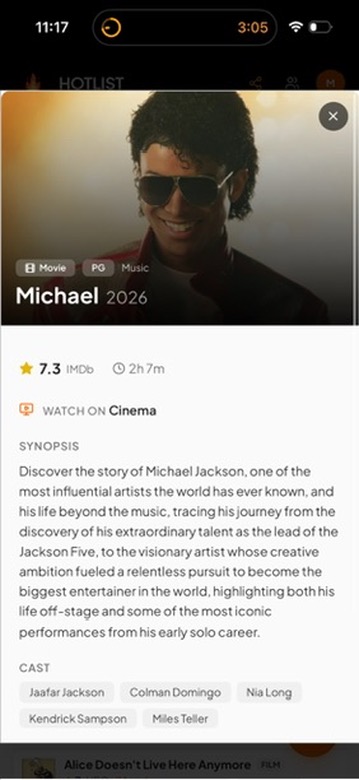 11:17
3:05
HOTLIST
M
Movie PG Music
Michael 2026
7.3 IMDb 2h 7m
WATCH ON Cinema
SYNOPSIS
Discover the story of Michael Jackson, one of the
most influential artists the world has ever known, and
his life beyond the music, tracing his journey from the
discovery of his extraordinary talent as the lead of the
Jackson Five, to the visionary artist whose creative
ambition fueled a relentless pursuit to become the
biggest entertainer in the world, highlighting both his
life off-stage and some of the most iconic
performances from his early solo career.
CAST
Jaafar Jackson Colman Domingo Nia Long
Kendrick Sampson Miles Teller
Alice Doesn't Live Here Anymore FILM